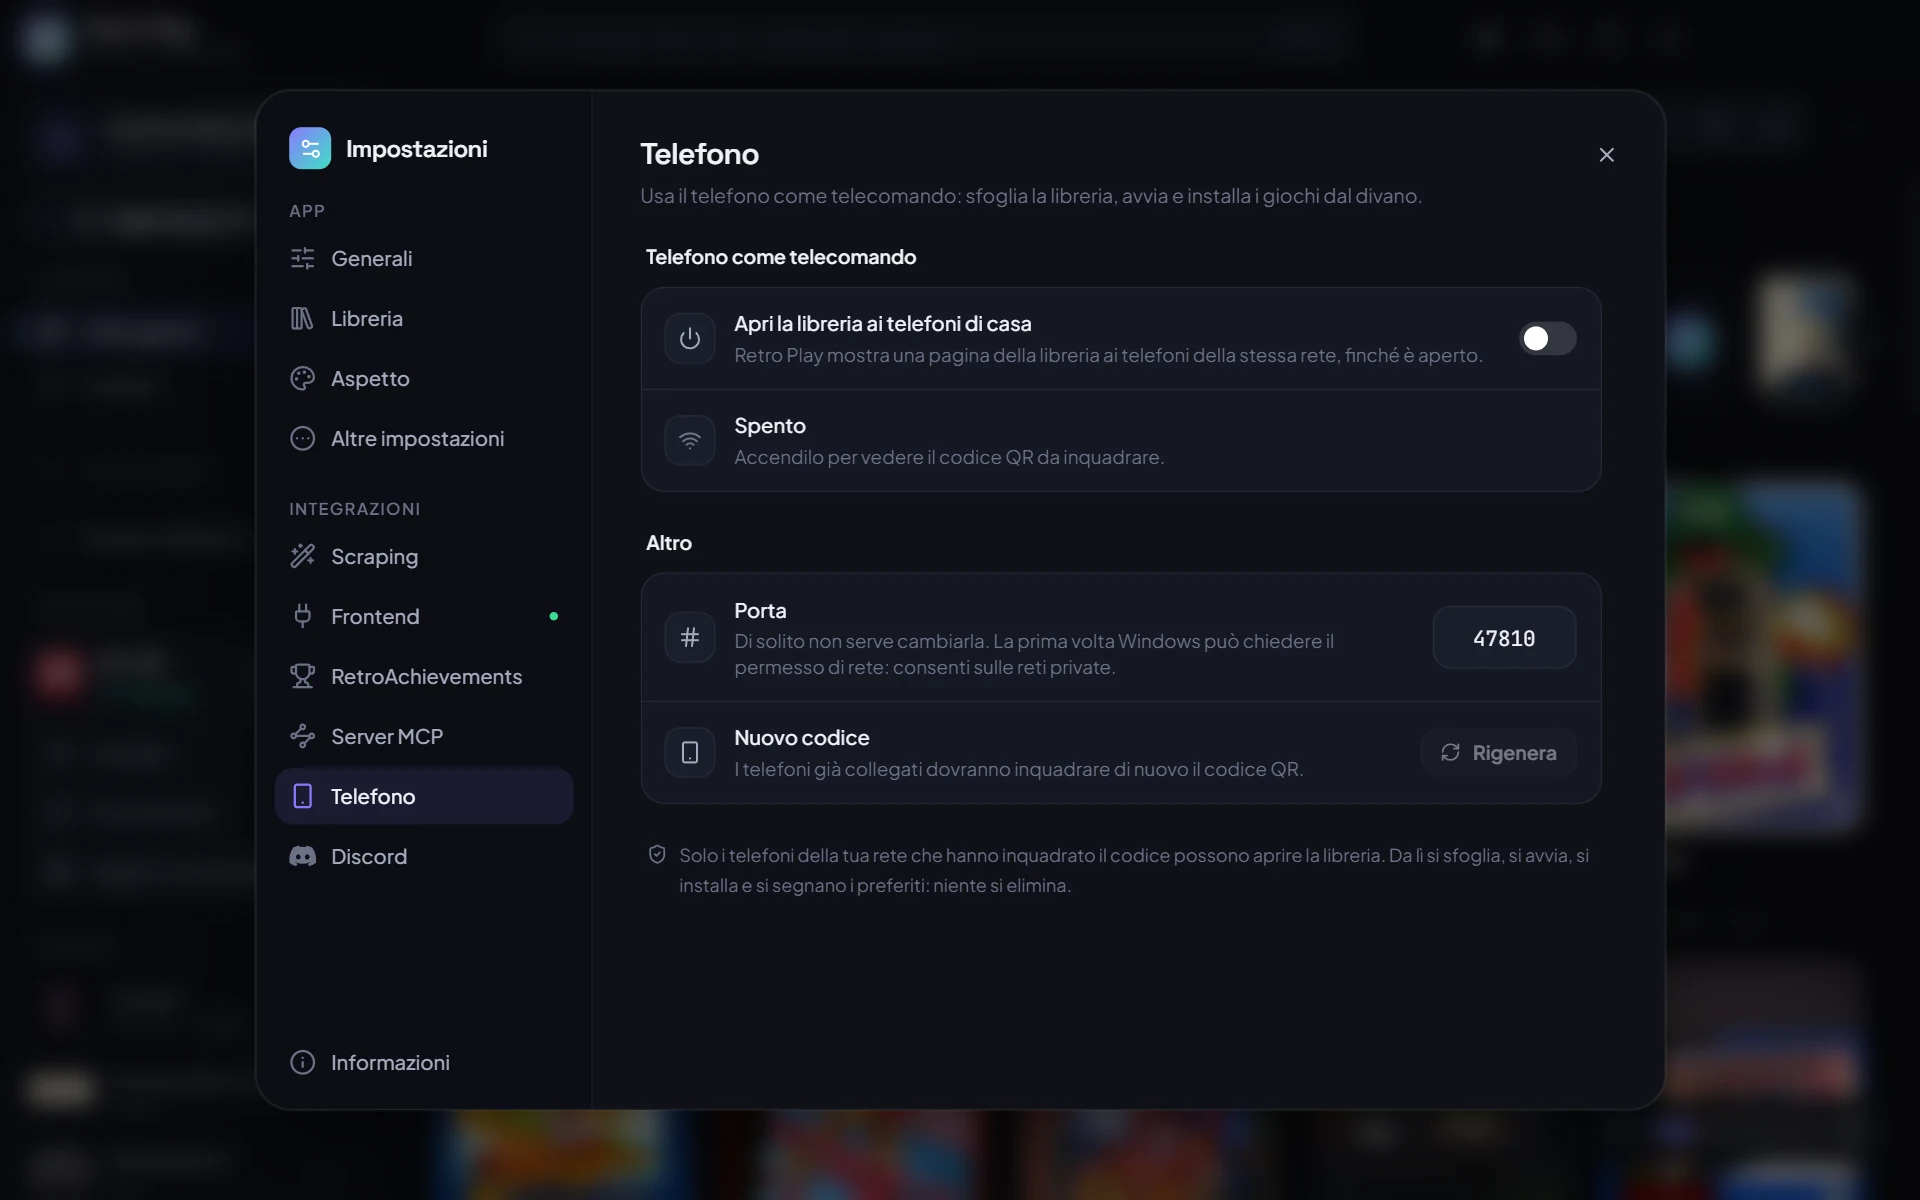 Impostazioni
APP
Generali
Libreria
Aspetto
Altre impostazioni
INTEGRAZIONI
Scraping
Frontend
RetroAchievements
Server MCP
Telefono
Discord
Informazioni
Telefono
Usa il telefono come telecomando: sfoglia la libreria, avvia e installa i giochi dal divano.
Telefono come telecomando
Apri la libreria ai telefoni di casa
Retro Play mostra una pagina della libreria ai telefoni della stessa rete, finché è aperto.
Spento
Accendilo per vedere il codice QR da inquadrare.
Altro
Porta
Di solito non serve cambiarla. La prima volta Windows può chiedere il
permesso di rete: consenti sulle reti private.
47810
Nuovo codice
I telefoni già collegati dovranno inquadrare di nuovo il codice QR.
Rigenera
Solo i telefoni della tua rete che hanno inquadrato il codice possono aprire la libreria. Da lì si sfoglia, si avvia, si
installa e si segnano i preferiti: niente si elimina.